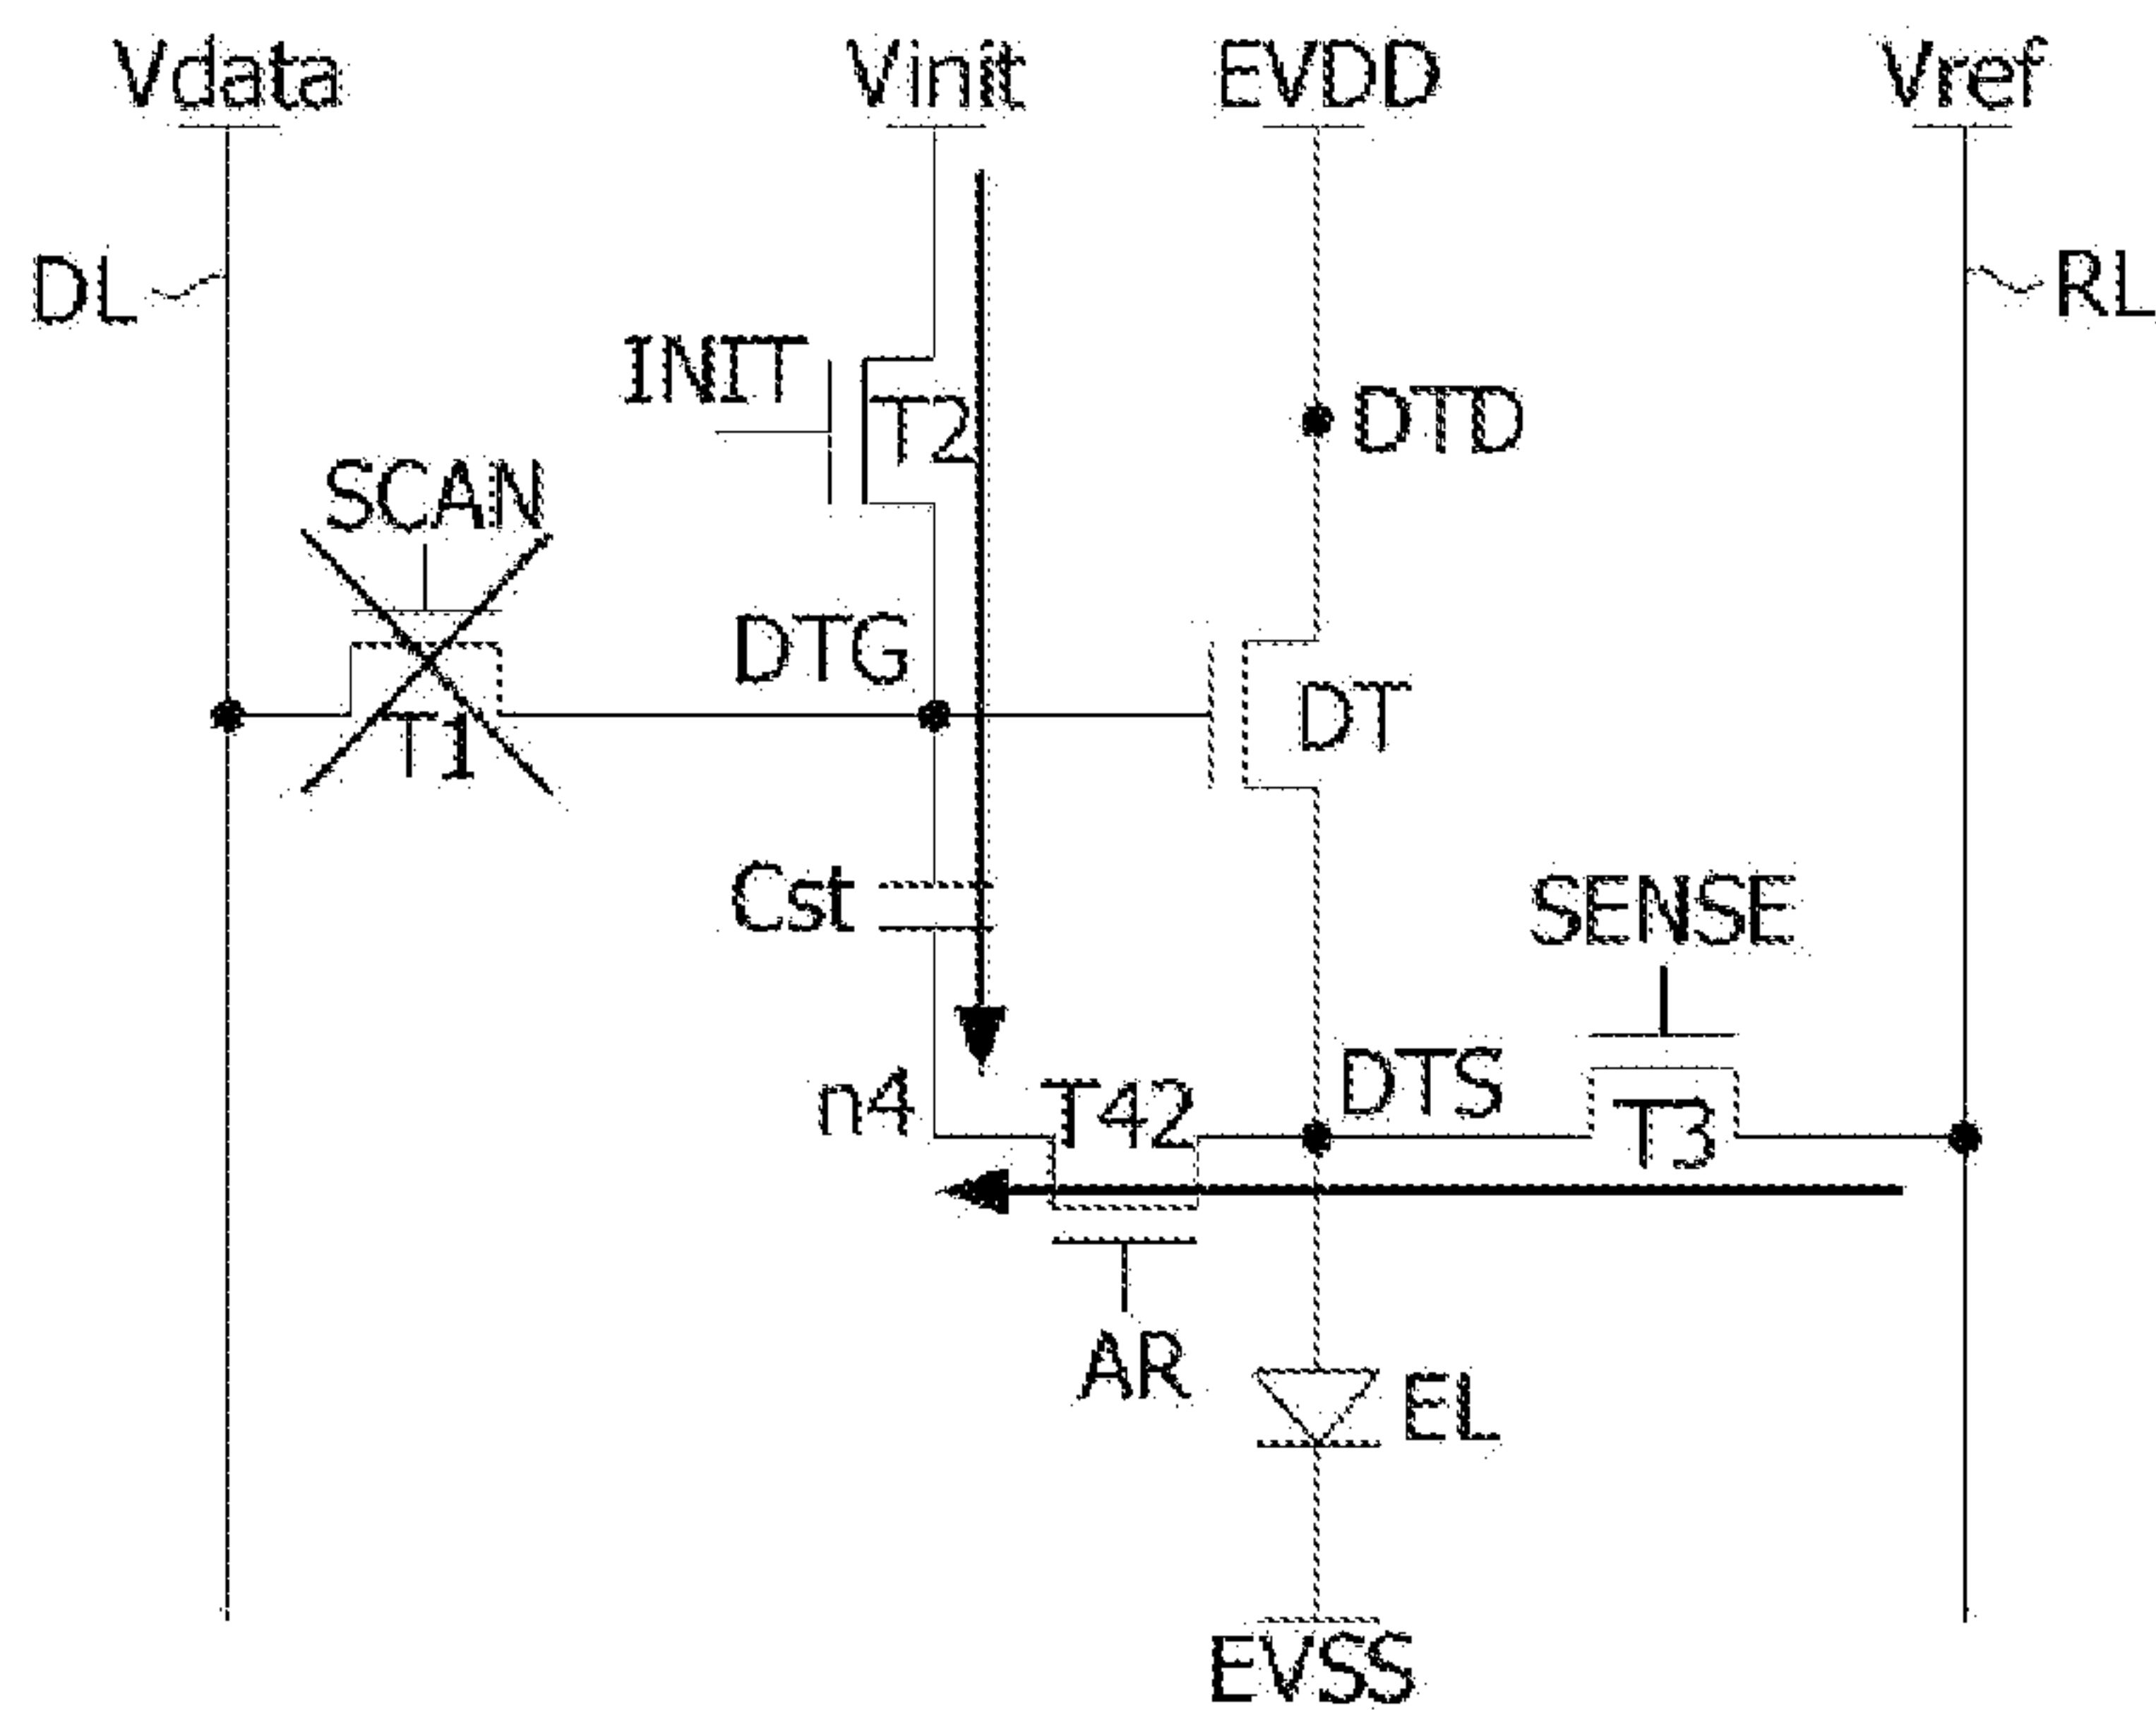 Vdata Vinit EVDD Vref
DL RL
INIT
T2 DTD
SCAN
DTG
T1 DT
Cst
SENSE
n4 T42 DTS
T3
AR
EL
EVSS